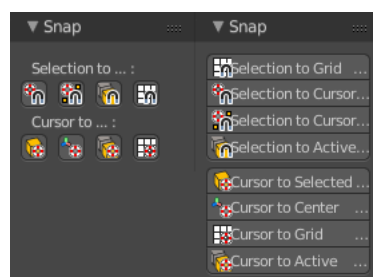 Snap
Selection to ... :
Cursor to ... :
Snap
Selection to Grid ...
Selection to Cursor...
Selection to Cursor...
Selection to Active...
Cursor to Selected ...
Cursor to Center ...
Cursor to Grid ...
Cursor to Active ...